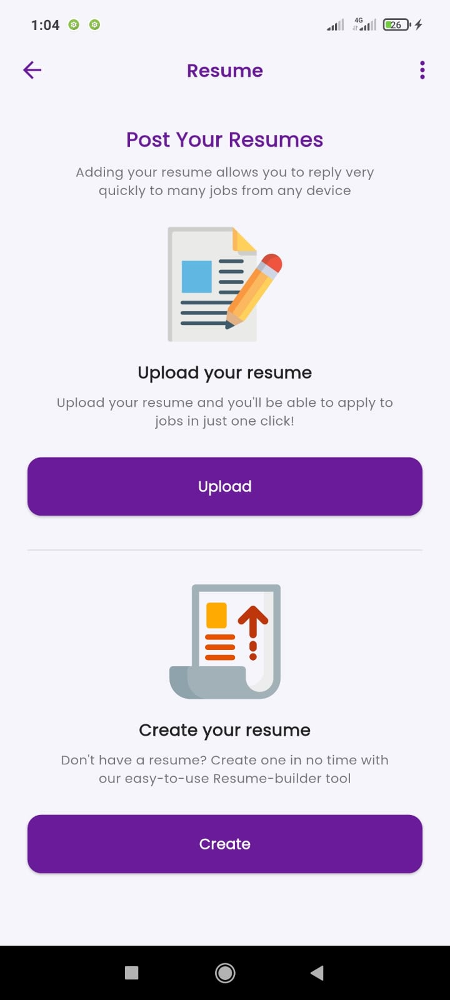 1:04
4G
26
Resume
Post Your Resumes
Adding your resume allows you to reply very
quickly to many jobs from any device
Upload your resume
Upload your resume and you'll be able to apply to
jobs in just one click!
Upload
Create your resume
Don't have a resume? Create one in no time with
our easy-to-use Resume-builder tool
Create